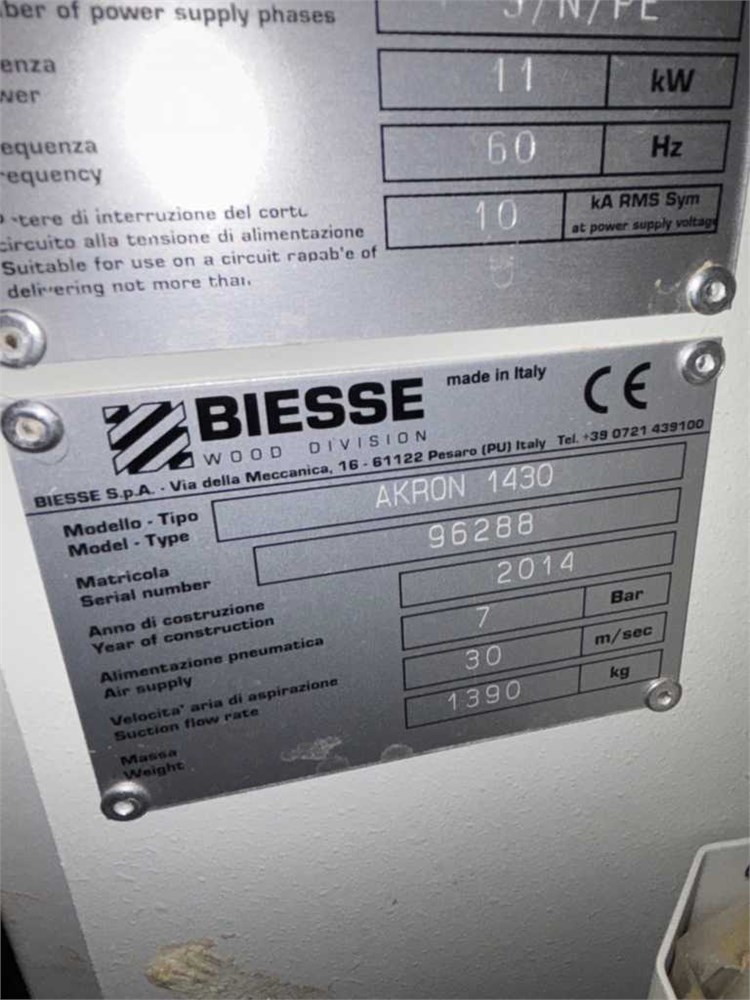 ber of power supply phases
3/N/PE
enza
wer
11 kW
equenza
requency
60 Hz
tere di interruzione del
circuito alla tensione di alimentazione
Suitable for use on a circuit capable of
delivering not more than
10 kA RMS Sym
at power supply voltage
BIESSE made in Italy CE
WOOD DIVISION
BIESSE S.p.A. - Via della Meccanica, 16 - 61122 Pesaro (PU) Italy Tel. +39 0721 439100
Modello - Tipo
Model - Type
AKRON 1430
Matricola
Serial number
96288
Anno di costruzione
Year of construction
2014
Alimentazione pneumatica
Air supply
7 Bar
Velocita' aria di aspirazione
Suction flow rate
30 m/sec
Massa
Weight
1390 kg